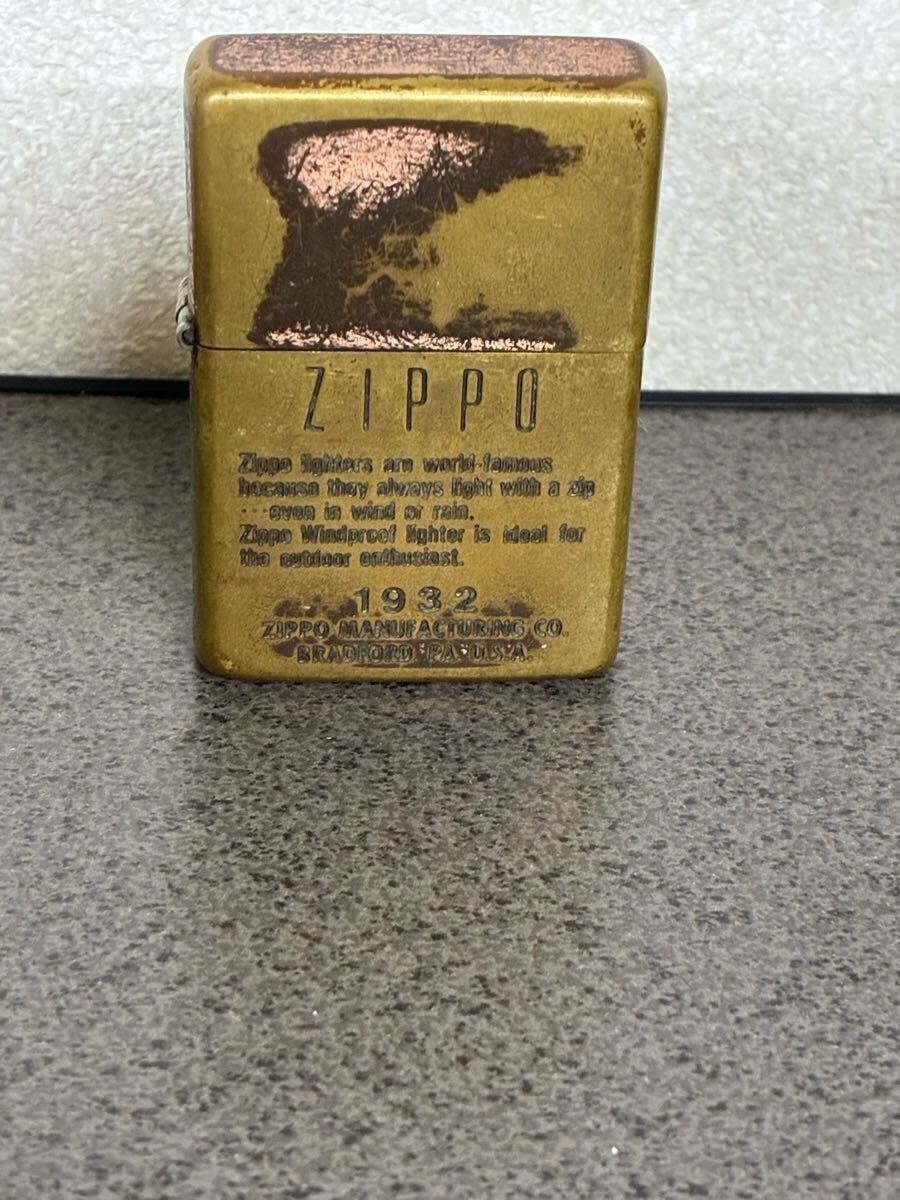 ZIPPO
Zippo lighters are world-famous
because they always light with a zip
…even in wind or rain.
Zippo Windproof lighter is ideal for
the outdoor enthusiast.
1932
ZIPPO MANUFACTURING CO.
BRADFORD PA. U.S.A.